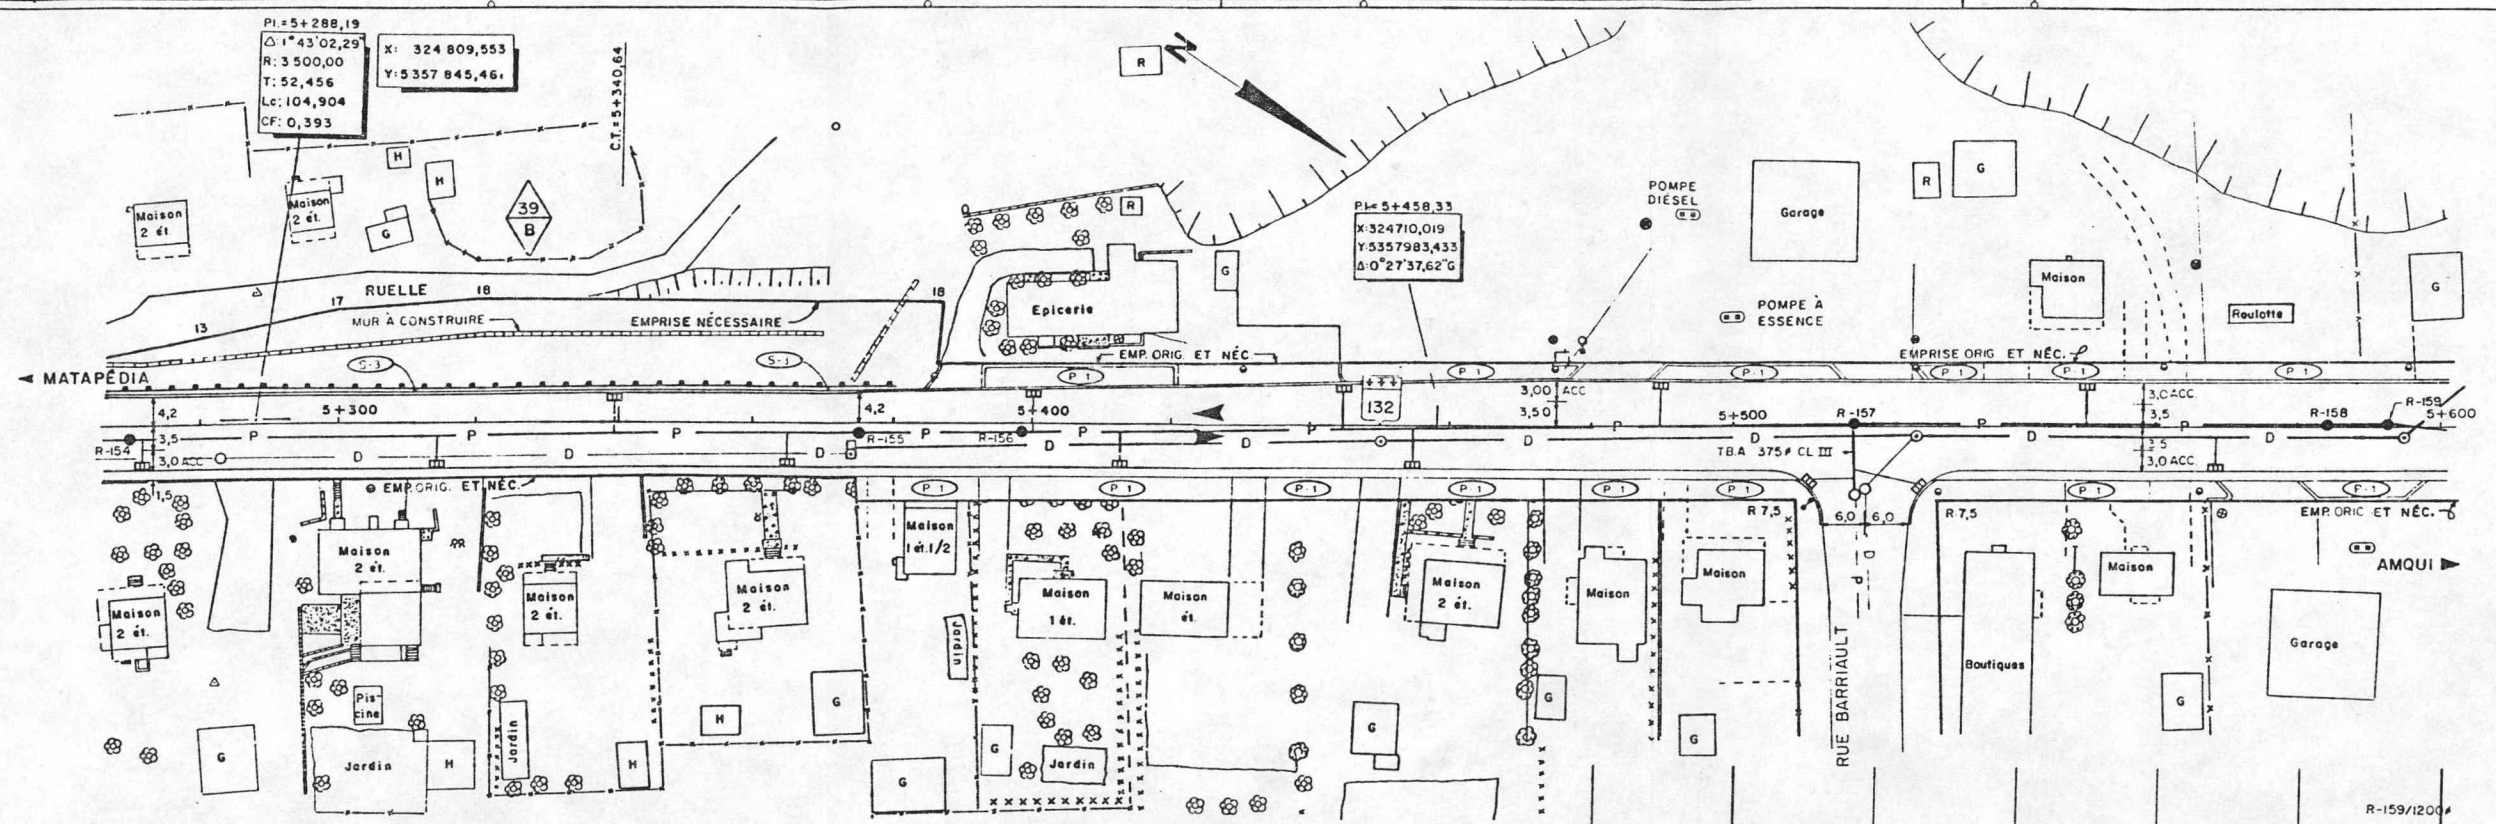 PI.=5+288,19
Δ:1°43'02,29"
R:3 500,00
T:52,456
Lc:104,904
CF:0,393
X: 324 809,553
Y:5357 845,461
C.T.=5+340,64
N
R
H
H
Maison
2 ét.
Maison
2 ét.
G
39
B
R
G
Epicerie
P.I.=5+458,33
X:324710,019
Y:5357983,433
Δ:0°27'37,62"G
POMPE
DIÉSEL
Garage
R
G
POMPE À
ESSENCE
Maison
Roulotte
G
RUELLE
13
17
18
18
MUR À CONSTRUIRE
EMPRISE NÉCESSAIRE
EMP. ORIG. ET NÉC.
EMPRISE ORIG. ET NÉC.
S-3
S-3
P-1
P-1
P-1
P-1
P-1
P-1
MATAPÉDIA
4,2
5+300
4,2
5+400
132
3,00 ACC
3,50
5+500
R-157
3,0 ACC.
3,5
R-158
R-159
5+600
R-154
3,5
P
P
P
R-155
P
R-156
P
P
P
P
P
3,0 ACC
D
D
D
D
D
D
D
D
D
3,5
3,0 ACC.
TBA 375ø CL III
1,5
EMP. ORIG. ET NÉC.
P-1
P-1
P-1
P-1
P-1
P-1
P-1
P-1
R 7,5
6,0
6,0
R:7,5
EMP. ORIG. ET NÉC.
AMQUI
Maison
2 ét.
Maison
2 ét.
Maison
2 ét.
Maison
2 ét.
Maison
1 ét.1/2
Maison
1 ét.
Maison
ét.
Maison
2 ét.
Maison
Maison
D
P
RUE BARRIAULT
Boutiques
Maison
Garage
Jardin
Pis-
cine
G
Jardin
H
Jardin
H
H
G
G
G
Jardin
G
G
G
G
R-159/1200ø